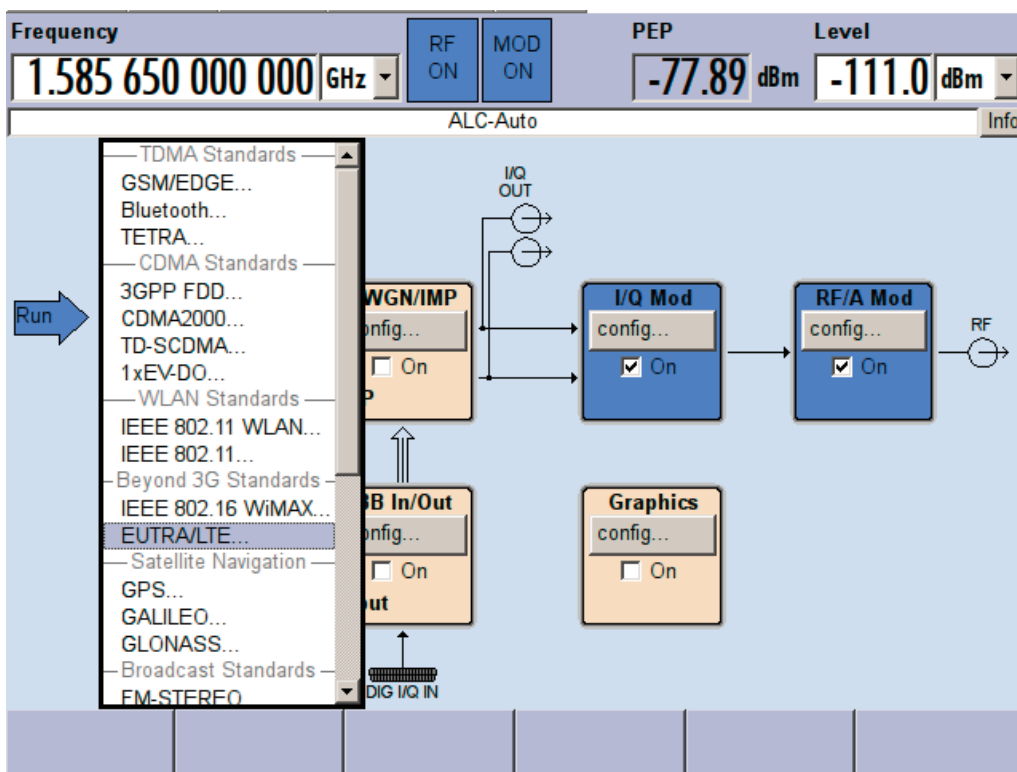 Frequency
PEP
Level
RF
ON
MOD
ON
1.585 650 000 000 GHz
-77.89 dBm
-111.0 dBm
ALC-Auto
Info
TDMA Standards
GSM/EDGE...
Bluetooth...
TETRA...
CDMA Standards
3GPP FDD...
CDMA2000...
TD-SCDMA...
1xEV-DO...
WLAN Standards
IEEE 802.11 WLAN...
IEEE 802.11...
Beyond 3G Standards
IEEE 802.16 WiMAX...
EUTRA/LTE...
Satellite Navigation
GPS...
GALILEO...
GLONASS...
Broadcast Standards
FM-STEREO
Run
I/Q
OUT
WGN/IMP
onfig...
On
P
I/Q Mod
config...
On
RF/A Mod
config...
On
RF
BB In/Out
onfig...
On
out
Graphics
config...
On
DIG I/Q IN